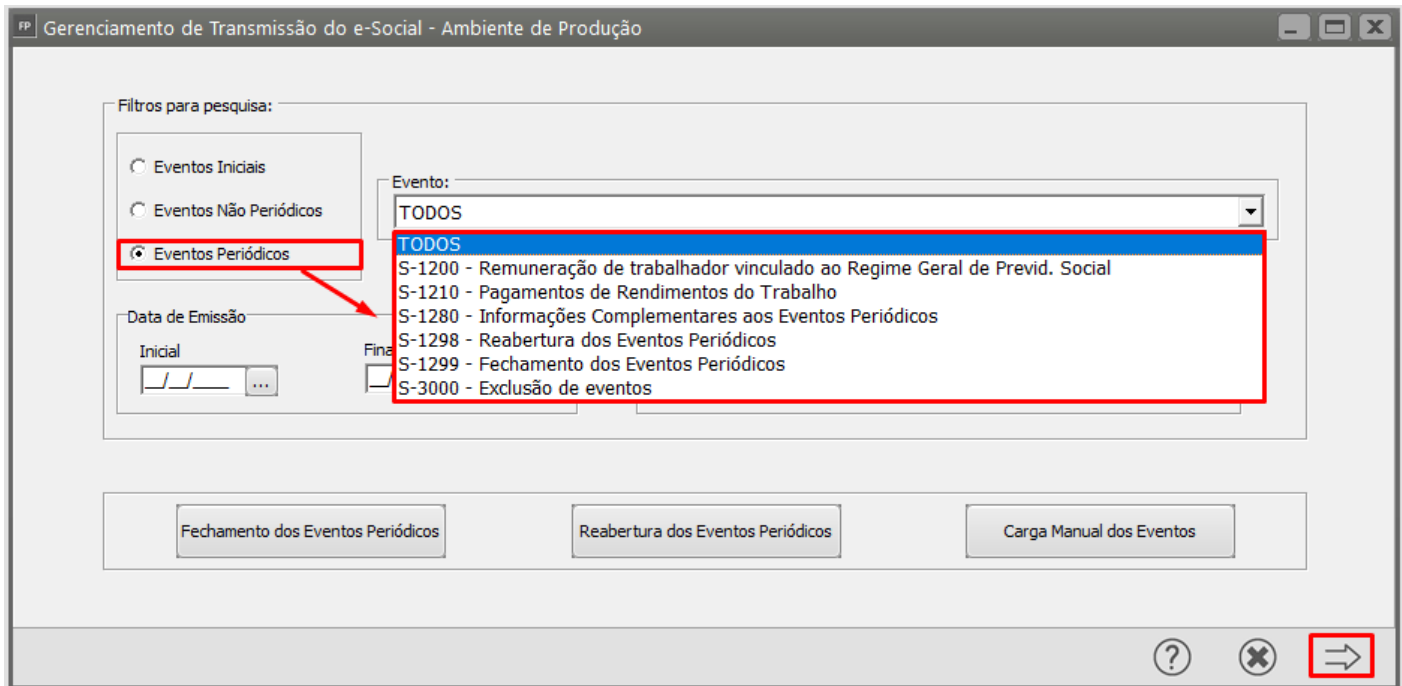 FP Gerenciamento de Transmissão do e-Social - Ambiente de Produção
Filtros para pesquisa:
Eventos Iniciais
Eventos Não Periódicos
Eventos Periódicos
Evento:
TODOS
TODOS
S-1200 - Remuneração de trabalhador vinculado ao Regime Geral de Previd. Social
S-1210 - Pagamentos de Rendimentos do Trabalho
S-1280 - Informações Complementares aos Eventos Periódicos
S-1298 - Reabertura dos Eventos Periódicos
S-1299 - Fechamento dos Eventos Periódicos
S-3000 - Exclusão de eventos
Data de Emissão
Inicial
__/__/____ ...
Fechamento dos Eventos Periódicos
Reabertura dos Eventos Periódicos
Carga Manual dos Eventos
?